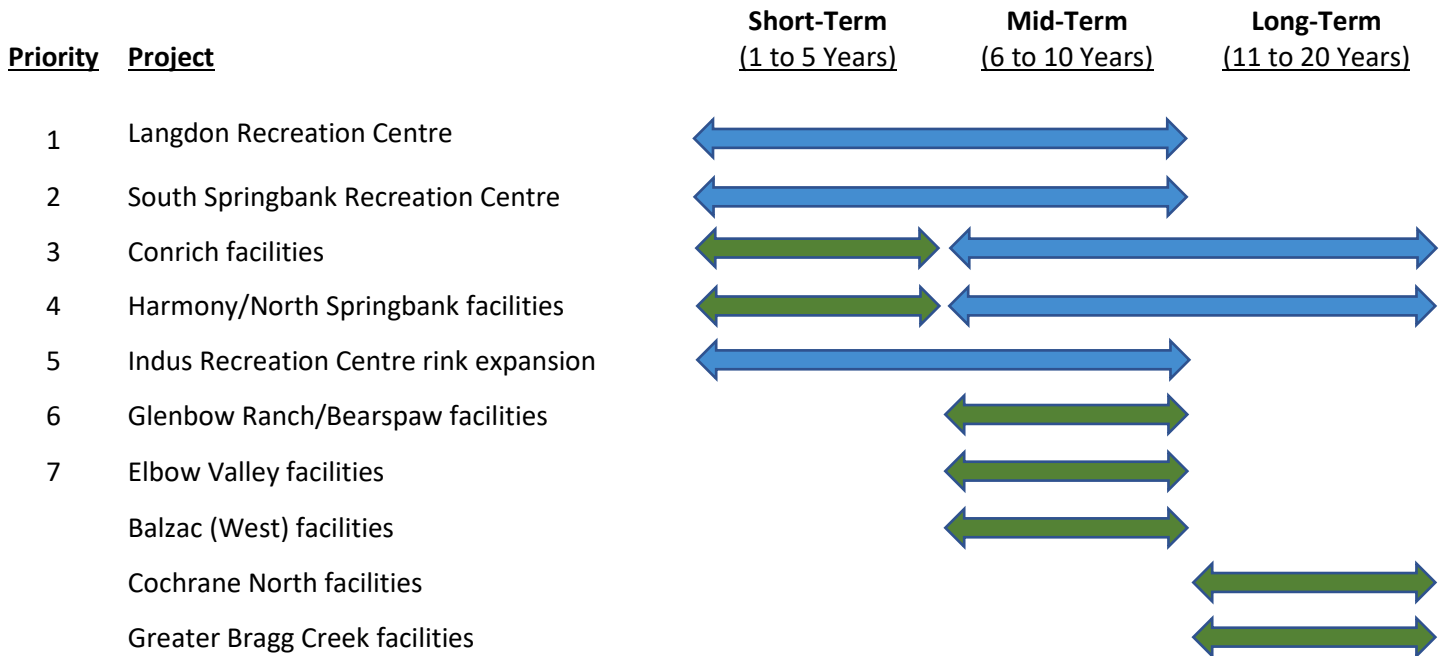 Short-Term Mid-Term Long-Term
Priority Project (1 to 5 Years) (6 to 10 Years) (11 to 20 Years)
1 Langdon Recreation Centre
2 South Springbank Recreation Centre
3 Conrich facilities
4 Harmony/North Springbank facilities
5 Indus Recreation Centre rink expansion
6 Glenbow Ranch/Bearspaw facilities
7 Elbow Valley facilities
Balzac (West) facilities
Cochrane North facilities
Greater Bragg Creek facilities